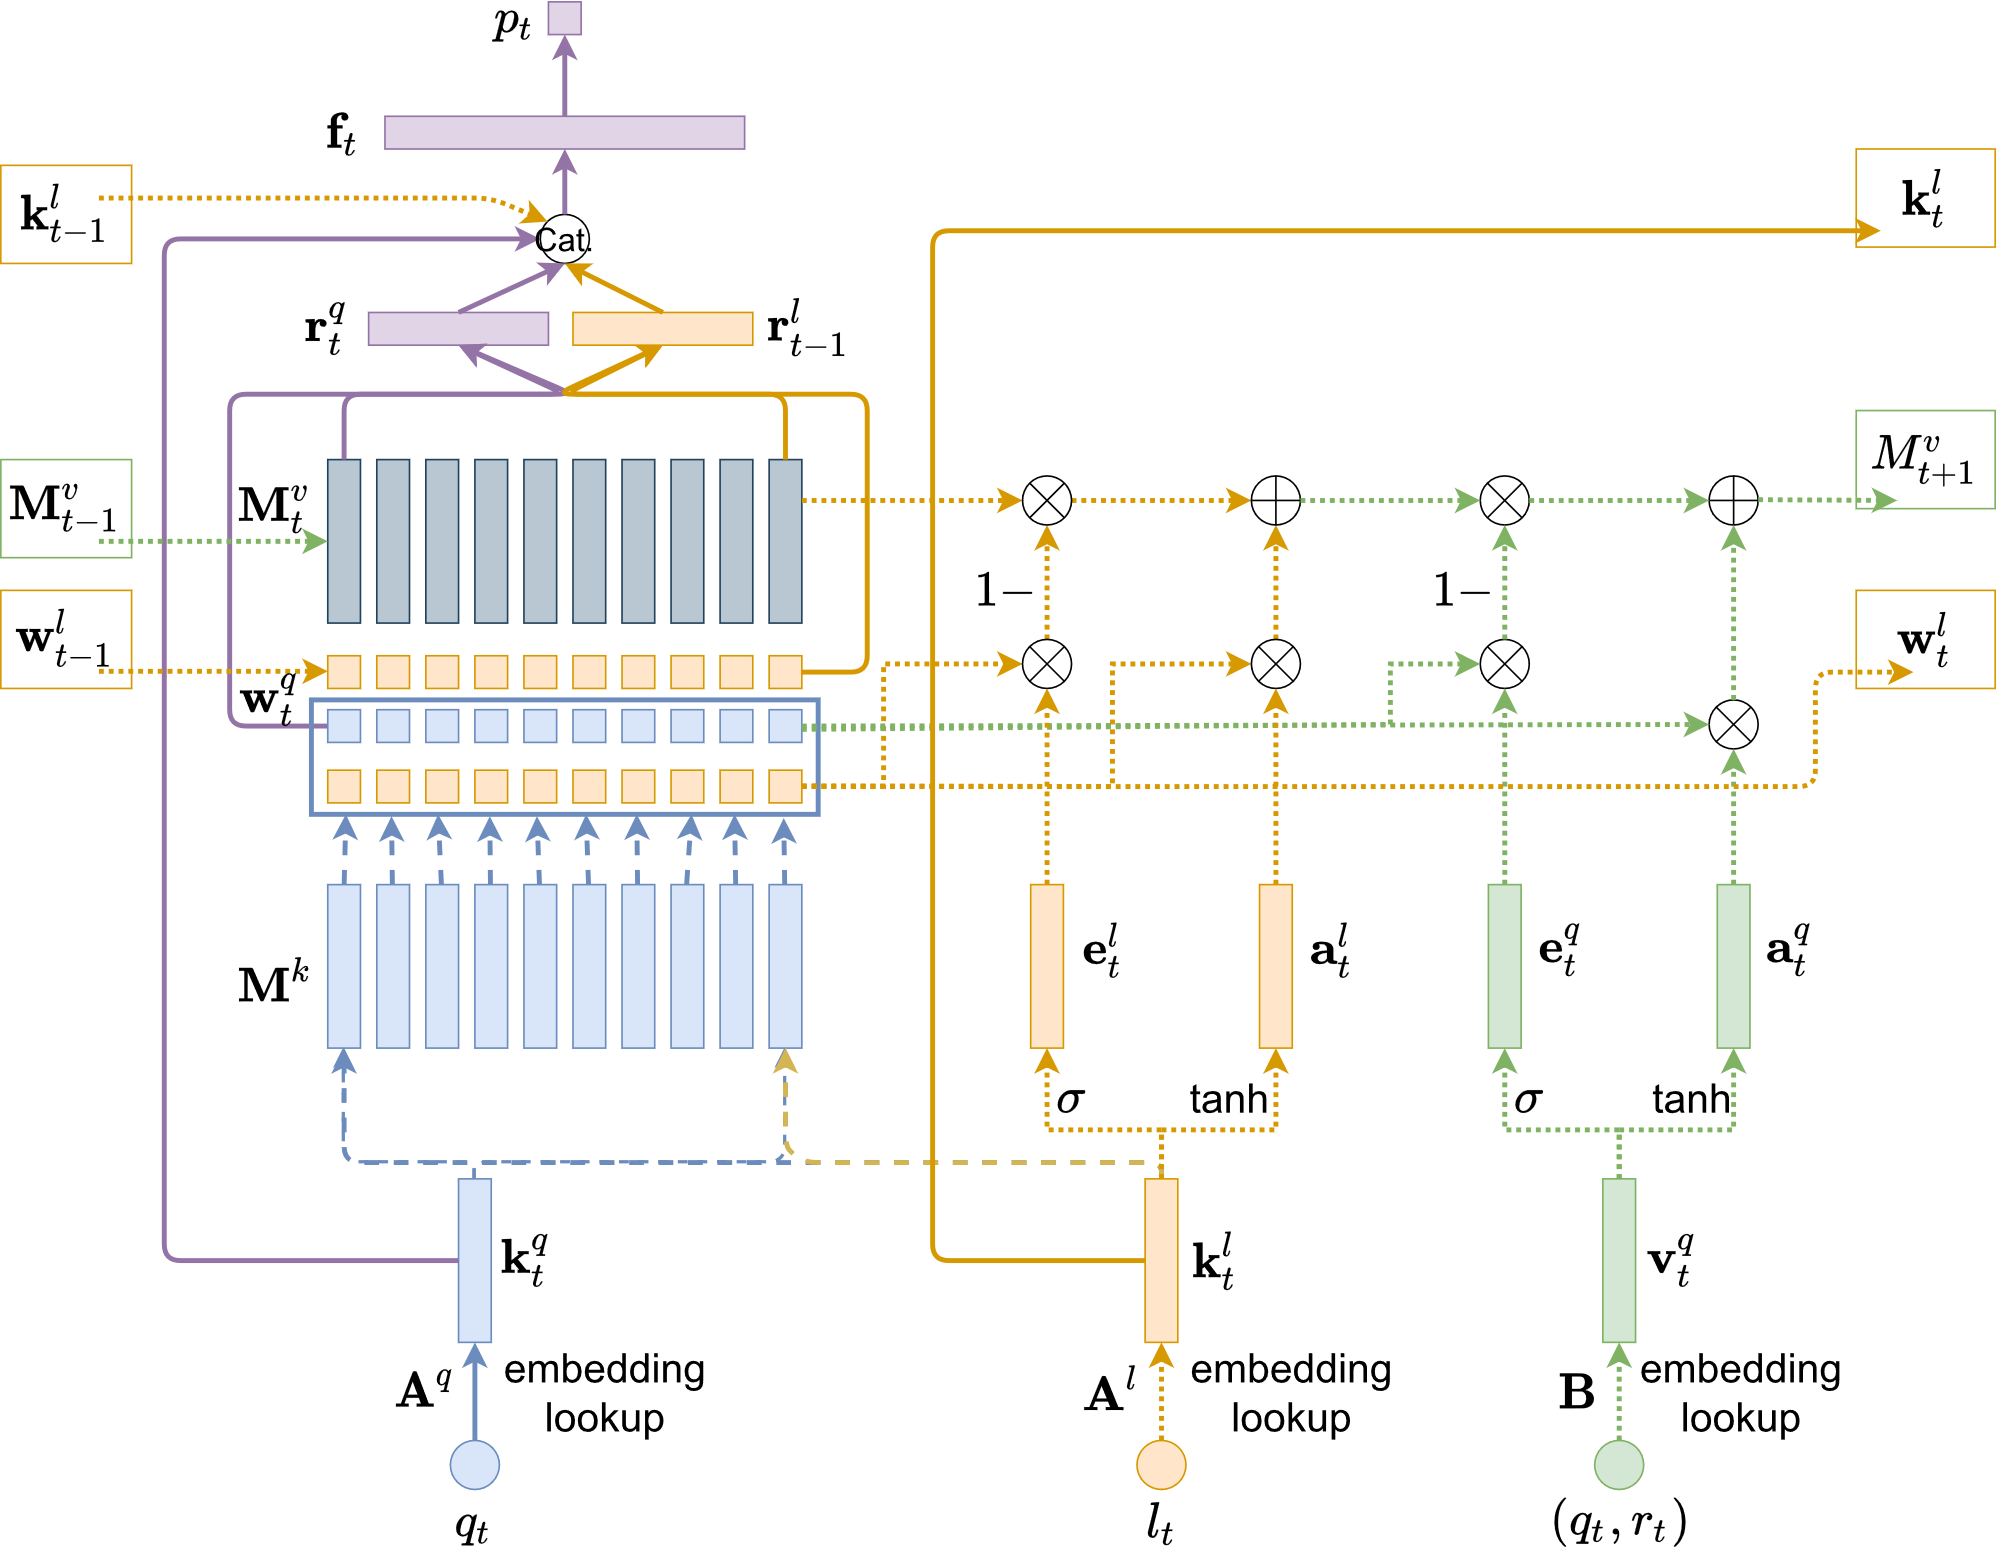 p_t
f_t
k^l_{t−1}
Cat.
k^l_t
r^q_t
r^l_{t−1}
M^v_{t−1}
M^v_t
M^v_{t+1}
1−
1−
w^l_{t−1}
w^q_t
w^l_t
M^k
e^l_t
a^l_t
e^q_t
a^q_t
σ
tanh
σ
tanh
k^q_t
k^l_t
v^q_t
A^q
embedding
lookup
A^l
embedding
lookup
B
embedding
lookup
q_t
l_t
(q_t, r_t)